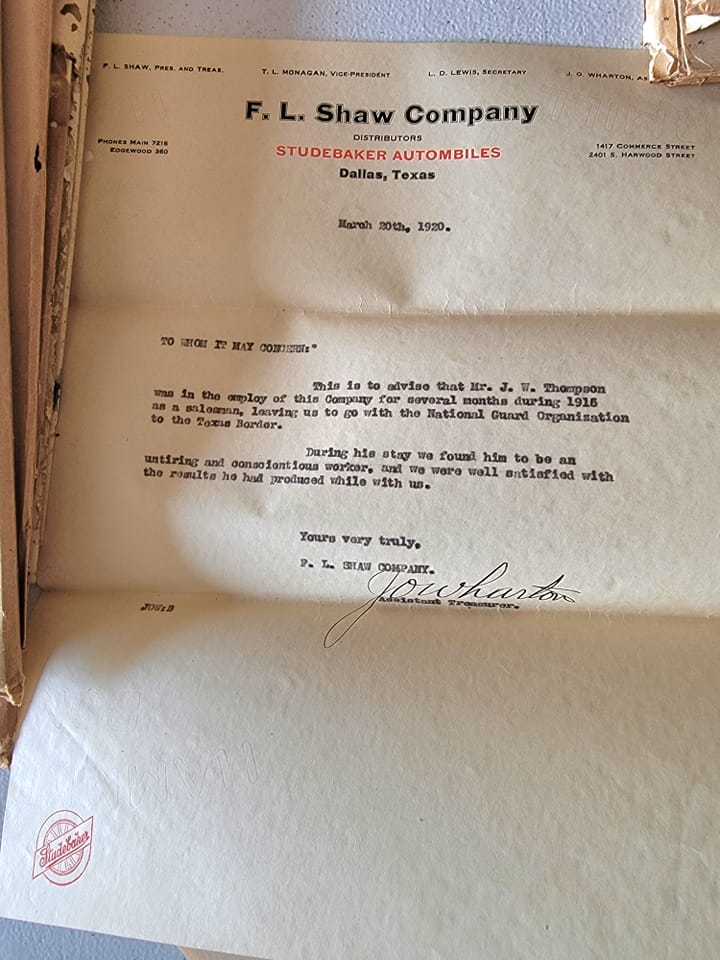 F. L. SHAW, PRES. AND TREAS. T. L. MONAGAN, VICE-PRESIDENT L. D. LEWIS, SECRETARY J. O. WHARTON, AS
F. L. Shaw Company
DISTRIBUTORS
PHONES MAIN 7216
EDGEWOOD 360
STUDEBAKER AUTOMBILES
1417 COMMERCE STREET
2401 S. HARWOOD STREET
Dallas, Texas
March 20th, 1920.
TO WHOM IT MAY CONCERN:"
This is to advise that Mr. J. W. Thompson
was in the employ of this Company for several months during 1916
as a salesman, leaving us to go with the National Guard Organization
to the Texas Border.
During his stay we found him to be an
untiring and conscientious worker, and we were well satisfied with
the results he had produced while with us.
Yours very truly,
F. L. SHAW COMPANY.
JOWharton
Assistant Treasurer.
JOW:B
Studebaker